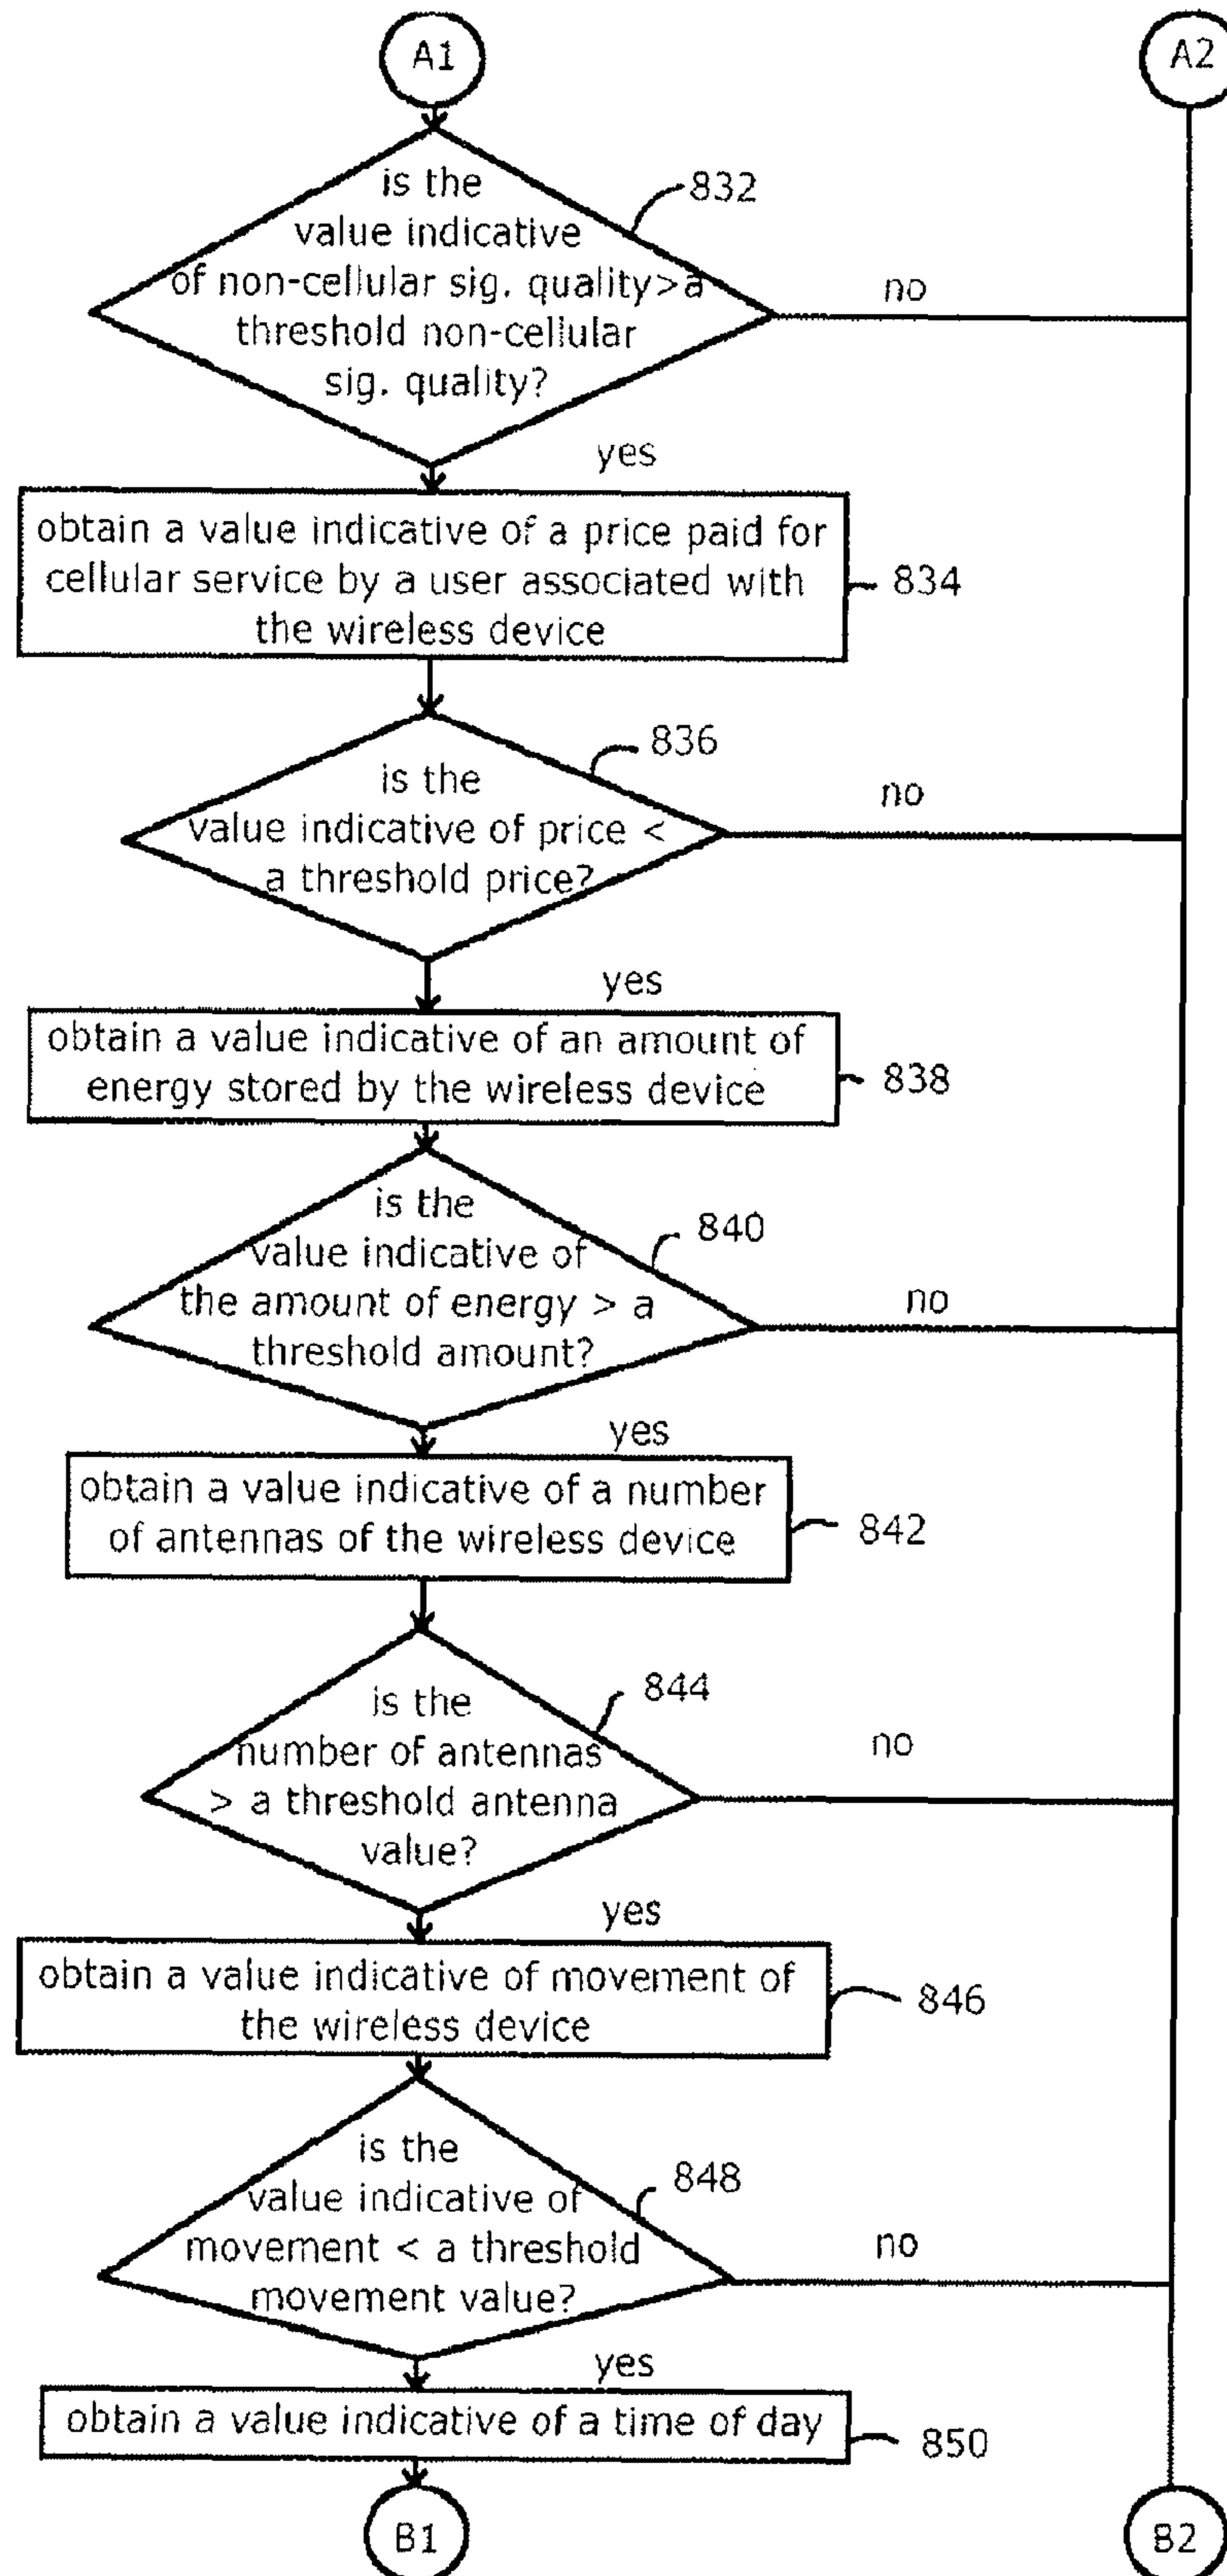 A1
A2
is the
value indicative
of non-cellular sig. quality>a
threshold non-cellular
sig. quality?
832
no
yes
obtain a value indicative of a price paid for
cellular service by a user associated with
the wireless device
834
is the
value indicative of price <
a threshold price?
836
no
yes
obtain a value indicative of an amount of
energy stored by the wireless device
838
is the
value indicative of
the amount of energy > a
threshold amount?
840
no
yes
obtain a value indicative of a number
of antennas of the wireless device
842
is the
number of antennas
> a threshold antenna
value?
844
no
yes
obtain a value indicative of movement of
the wireless device
846
is the
value indicative of
movement < a threshold
movement value?
848
no
yes
obtain a value indicative of a time of day
850
B1
B2